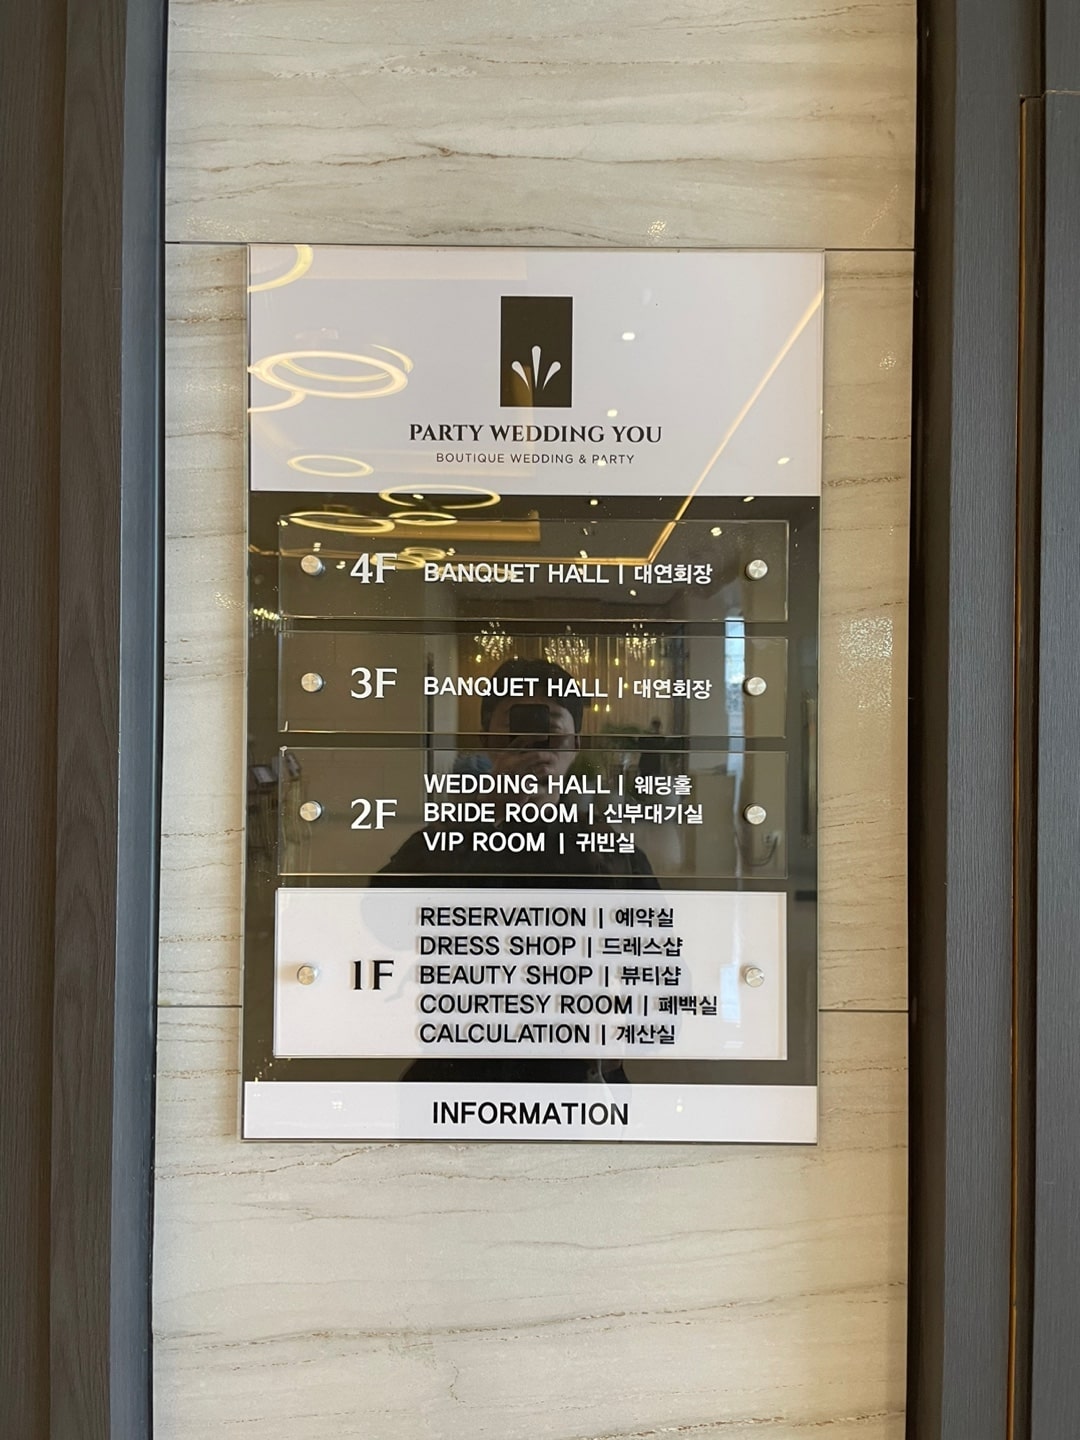 PARTY WEDDING YOU
BOUTIQUE WEDDING & PARTY
4F BANQUET HALL | 대연회장
3F BANQUET HALL | 대연회장
2F
WEDDING HALL | 웨딩홀
BRIDE ROOM | 신부대기실
VIP ROOM | 귀빈실
1F
RESERVATION | 예약실
DRESS SHOP | 드레스샵
BEAUTY SHOP | 뷰티샵
COURTESY ROOM | 폐백실
CALCULATION | 계산실
INFORMATION